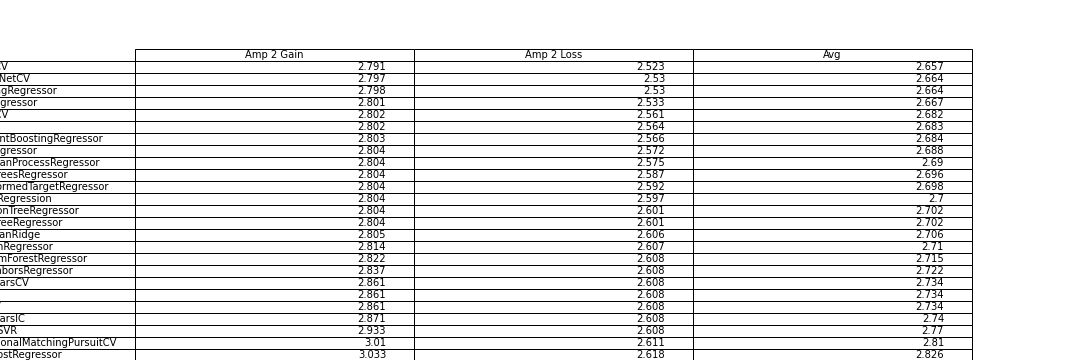 Amp 2 Gain Amp 2 Loss Avg
CV 2.791 2.523 2.657
NetCV 2.797 2.53 2.664
gRegressor 2.798 2.53 2.664
gressor 2.801 2.533 2.667
CV 2.802 2.561 2.682
2.802 2.564 2.683
ntBoostingRegressor 2.803 2.566 2.684
gressor 2.804 2.572 2.688
anProcessRegressor 2.804 2.575 2.69
reesRegressor 2.804 2.587 2.696
ormedTargetRegressor 2.804 2.592 2.698
Regression 2.804 2.597 2.7
onTreeRegressor 2.804 2.601 2.702
reeRegressor 2.804 2.601 2.702
anRidge 2.805 2.606 2.706
nRegressor 2.814 2.607 2.71
mForestRegressor 2.822 2.608 2.715
hborsRegressor 2.837 2.608 2.722
arsCV 2.861 2.608 2.734
2.861 2.608 2.734
2.861 2.608 2.734
arsIC 2.871 2.608 2.74
SVR 2.933 2.608 2.77
onalMatchingPursuitCV 3.01 2.611 2.81
ostRegressor 3.033 2.618 2.826